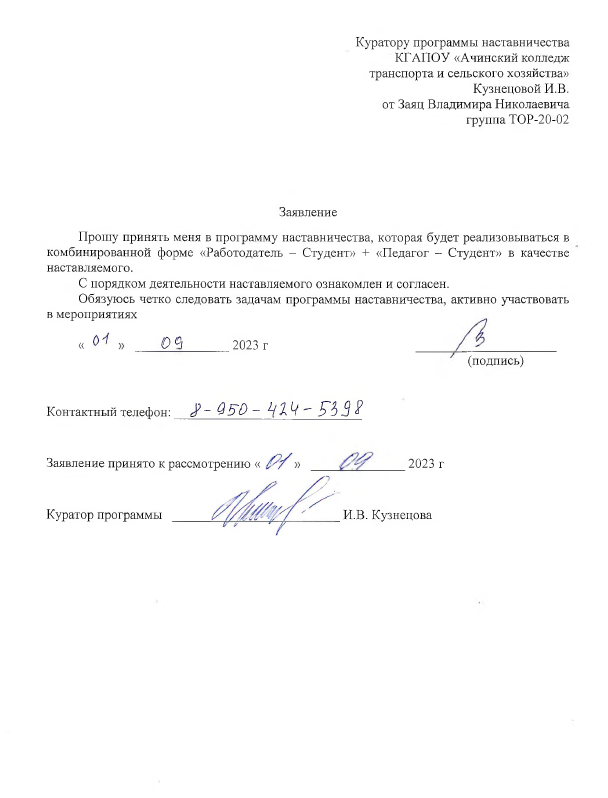 Куратору программы наставничества
КГАПОУ «Ачинский колледж
транспорта и сельского хозяйства»
Кузнецовой И.В.
от Заяц Владимира Николаевича
группа ТОР-20-02
Заявление
Прошу принять меня в программу наставничества, которая будет реализовываться в
комбинированной форме «Работодатель – Студент» + «Педагог – Студент» в качестве
наставляемого.
С порядком деятельности наставляемого ознакомлен и согласен.
Обязуюсь четко следовать задачам программы наставничества, активно участвовать
в мероприятиях
« 01 » 09 2023 г
(подпись)
Контактный телефон: 8-950-424-5398
Заявление принято к рассмотрению « 01 » 09 2023 г
Куратор программы И.В. Кузнецова